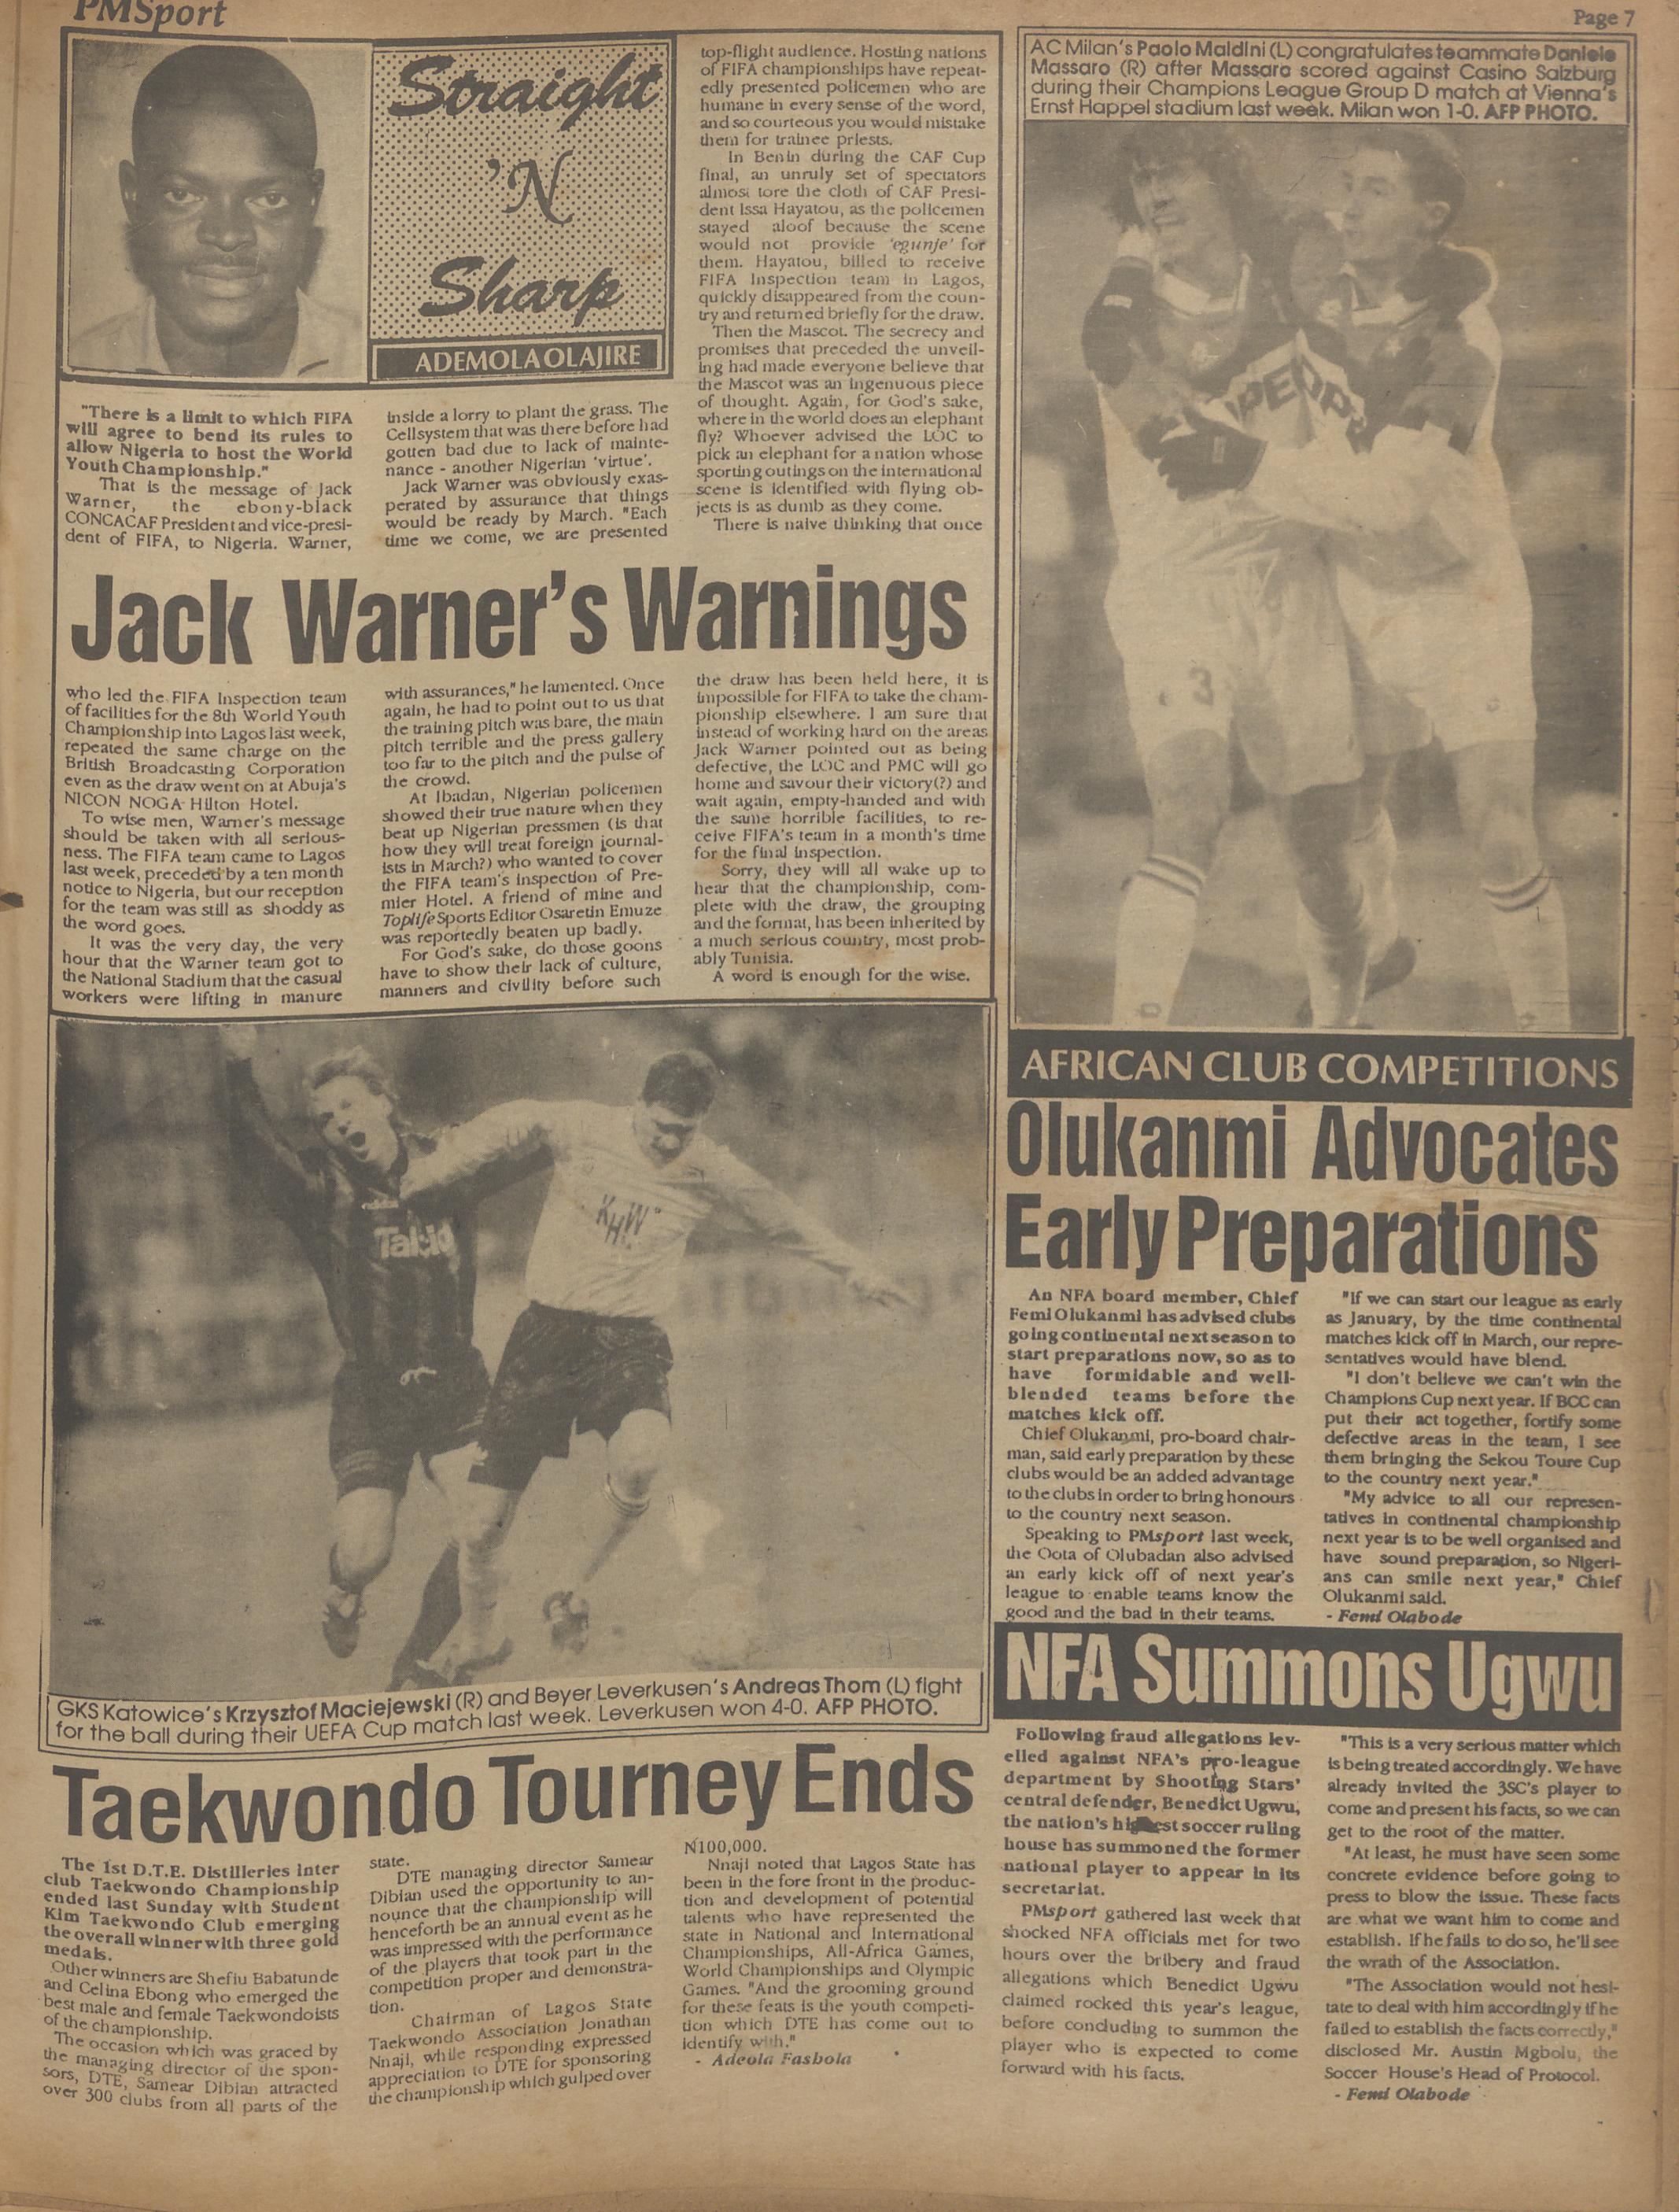 PMSport
Page 7
Straight
'N
Sharp
ADEMOLA OLAJIRE
"There is a limit to which FIFA
will agree to bend its rules to
allow Nigeria to host the World
Youth Championship."
That is the message of Jack
Warner, the ebony-black
CONCACAF President and vice-presi-
dent of FIFA, to Nigeria. Warner,
Jack Warner's Warnings
who led the FIFA Inspection team
of facilities for the 8th World Youth
Championship into Lagos last week,
repeated the same charge on the
British Broadcasting Corporation
even as the draw went on at Abuja's
NICON NOGA Hilton Hotel.
To wise men, Warner's message
should be taken with all serious-
ness. The FIFA team came to Lagos
last week, preceded by a ten month
notice to Nigeria, but our reception
for the team was still as shoddy as
the word goes.
It was the very day, the very
hour that the Warner team got to
the National Stadium that the casual
workers were lifting in manure
inside a lorry to plant the grass. The
Cellsystem that was there before had
gotten bad due to lack of mainte-
nance - another Nigerian 'virtue'.
Jack Warner was obviously exas-
perated by assurance that things
would be ready by March. "Each
time we come, we are presented
with assurances," he lamented. Once
again, he had to point out to us that
the training pitch was bare, the main
pitch terrible and the press gallery
too far to the pitch and the pulse of
the crowd.
At Ibadan, Nigerian policemen
showed their true nature when they
beat up Nigerian pressmen (is that
how they will treat foreign journal-
ists in March?) who wanted to cover
the FIFA team's inspection of Pre-
mier Hotel. A friend of mine and
Toplife Sports Editor Osaretin Emuze
was reportedly beaten up badly.
For God's sake, do those goons
have to show their lack of culture,
manners and civility before such
top-flight audience. Hosting nations
of FIFA championships have repeat-
edly presented policemen who are
humane in every sense of the word,
and so courteous you would mistake
them for trainee priests.
In Benin during the CAF Cup
final, an unruly set of spectators
almost tore the cloth of CAF Presi-
dent Issa Hayatou, as the policemen
stayed aloof because the scene
would not provide 'egunje' for
them. Hayatou, billed to receive
FIFA Inspection team in Lagos,
quickly disappeared from the coun-
try and returned briefly for the draw.
Then the Mascot. The secrecy and
promises that preceded the unveil-
ing had made everyone believe that
the Mascot was an ingenuous piece
of thought. Again, for God's sake,
where in the world does an elephant
fly? Whoever advised the LOC to
pick an elephant for a nation whose
sporting outings on the international
scene is identified with flying ob-
jects is as dumb as they come.
There is naive thinking that once
the draw has been held here, it is
impossible for FIFA to take the cham-
pionship elsewhere. I am sure that
instead of working hard on the areas
Jack Warner pointed out as being
defective, the LOC and PMC will go
home and savour their victory(?) and
wait again, empty-handed and with
the same horrible facilities, to re-
ceive FIFA's team in a month's time
for the final inspection.
Sorry, they will all wake up to
hear that the championship, com-
plete with the draw, the grouping
and the format, has been inherited by
a much serious country, most prob-
ably Tunisia.
A word is enough for the wise.
AC Milan's Paolo Maldini (L) congratulates teammate Daniele
Massaro (R) after Massaro scored against Casino Salzburg
during their Champions League Group D match at Vienna's
Ernst Happel stadium last week. Milan won 1-0. AFP PHOTO.
3
KHW
GKS Katowice's Krzysztof Maciejewski (R) and Beyer Leverkusen's Andreas Thom (L) fight
for the ball during their UEFA Cup match last week. Leverkusen won 4-0. AFP PHOTO.
AFRICAN CLUB COMPETITIONS
Olukanmi Advocates
Early Preparations
An NFA board member, Chief
Femi Olukanmi has advised clubs
going continental next season to
start preparations now, so as to
have formidable and well-
blended teams before the
matches kick off.
Chief Olukanmi, pro-board chair-
man, said early preparation by these
clubs would be an added advantage
to the clubs in order to bring honours
to the country next season.
Speaking to PMsport last week,
the Oota of Olubadan also advised
an early kick off of next year's
league to enable teams know the
good and the bad in their teams.
"If we can start our league as early
as January, by the time continental
matches kick off in March, our repre-
sentatives would have blend.
"I don't believe we can't win the
Champions Cup next year. If BCC can
put their act together, fortify some
defective areas in the team, I see
them bringing the Sekou Toure Cup
to the country next year."
"My advice to all our represen-
tatives in continental championship
next year is to be well organised and
have sound preparation, so Nigeri-
ans can smile next year," Chief
Olukanmi said.
- Femi Olabode
NFA Summons Ugwu
Following fraud allegations lev-
elled against NFA's pro-league
department by Shooting Stars'
central defender, Benedict Ugwu,
the nation's highest soccer ruling
house has summoned the former
national player to appear in its
secretariat.
PMsport gathered last week that
shocked NFA officials met for two
hours over the bribery and fraud
allegations which Benedict Ugwu
claimed rocked this year's league,
before concluding to summon the
player who is expected to come
forward with his facts.
"This is a very serious matter which
is being treated accordingly. We have
already invited the 3SC's player to
come and present his facts, so we can
get to the root of the matter.
"At least, he must have seen some
concrete evidence before going to
press to blow the issue. These facts
are what we want him to come and
establish. If he fails to do so, he'll see
the wrath of the Association.
"The Association would not hesi-
tate to deal with him accordingly if he
failed to establish the facts correctly,"
disclosed Mr. Austin Mgbolu, the
Soccer House's Head of Protocol.
- Femi Olabode
Taekwondo Tourney Ends
The 1st D.T.E. Distilleries inter
club Taekwondo Championship
ended last Sunday with Student
Kim Taekwondo Club emerging
the overall winner with three gold
medals.
Other winners are Shefiu Babatunde
and Celina Ebong who emerged the
best male and female Taekwondoists
of the championship.
The occasion which was graced by
the managing director of the spon-
sors, DTE, Samear Dibian attracted
over 300 clubs from all parts of the
state.
DTE managing director Samear
Dibian used the opportunity to an-
nounce that the championship will
henceforth be an annual event as he
was impressed with the performance
of the players that took part in the
competition proper and demonstra-
tion.
Chairman of Lagos State
Taekwondo Association Jonathan
Nnaji, while responding expressed
appreciation to DTE for sponsoring
the championship which gulped over
₦100,000.
Nnaji noted that Lagos State has
been in the fore front in the produc-
tion and development of potential
talents who have represented the
state in National and International
Championships, All-Africa Games,
World Championships and Olympic
Games. "And the grooming ground
for these feats is the youth competi-
tion which DTE has come out to
identify with."
- Adeola Fasbola